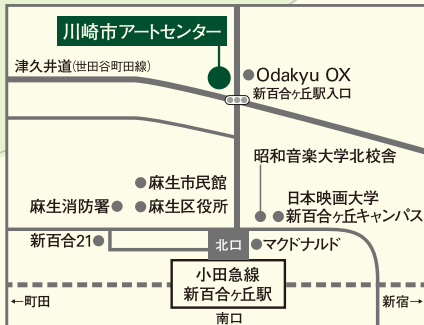 川崎市アートセンター
津久井道(世田谷町田線)
Odakyu OX
新百合ヶ丘駅入口
昭和音楽大学北校舎
麻生市民館
麻生消防署
麻生区役所
日本映画大学
新百合ヶ丘キャンパス
新百合21
北口
マクドナルド
小田急線
新百合ヶ丘駅
←町田
新宿→
南口